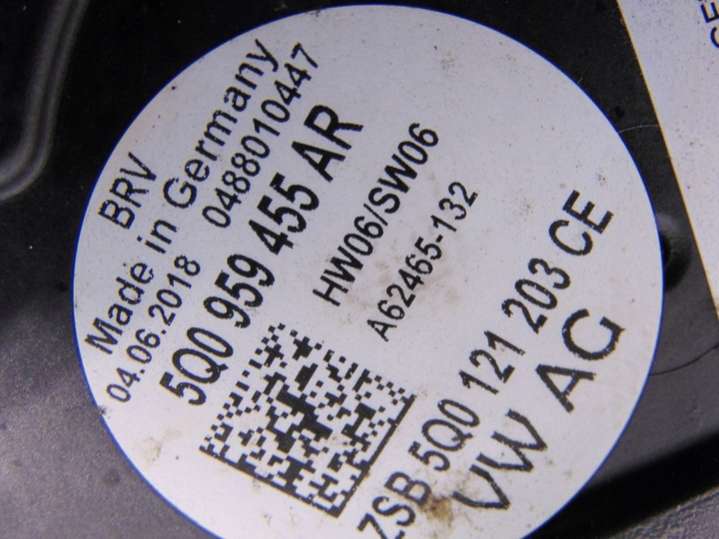 BRV
Made in Germany
04.06.2018 0488010447
5Q0 959 455 AR
HW06/SW06
A62465-132
ZSB 5Q0 121 203 CE
VW AG